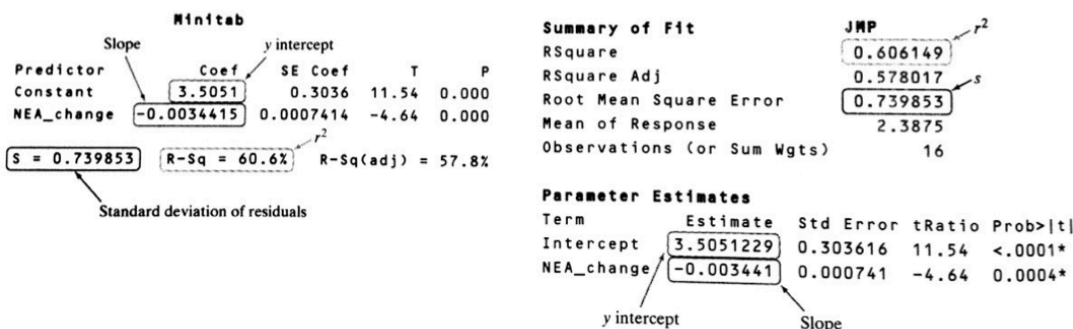 Minitab
Slope
y intercept
Predictor Coef SE Coef T P
Constant 3.5051 0.3036 11.54 0.000
NEA_change -0.0034415 0.0007414 -4.64 0.000
r²
S = 0.739853 R-Sq = 60.6% R-Sq(adj) = 57.8%
Standard deviation of residuals
Summary of Fit JMP
r²
RSquare 0.606149
RSquare Adj 0.578017
s
Root Mean Square Error 0.739853
Mean of Response 2.3875
Observations (or Sum Wgts) 16
Parameter Estimates
Term Estimate Std Error tRatio Prob>|t|
Intercept 3.5051229 0.303616 11.54 <.0001*
NEA_change -0.003441 0.000741 -4.64 0.0004*
y intercept
Slope